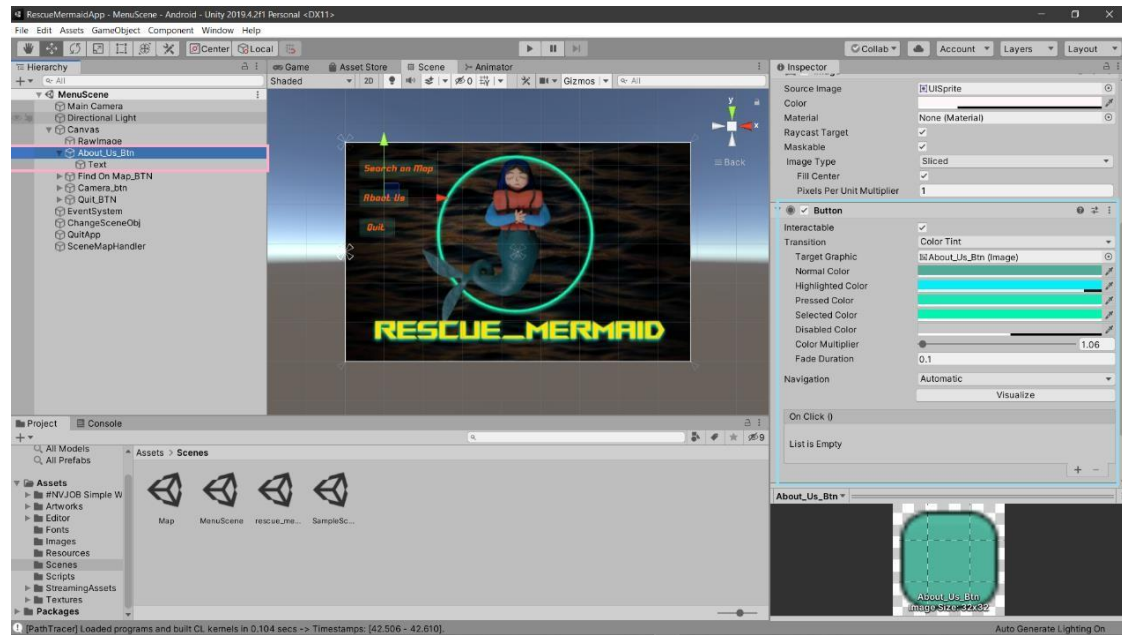 RescueMermaidApp - MenuScene - Android - Unity 2019.4.2f1 Personal <DX11>
File Edit Assets GameObject Component Window Help
Center Local Collab Account Layers Layout
Hierarchy
All
MenuScene
Main Camera
Directional Light
Canvas
RawImage
About_Us_Btn
Text
Find On Map_BTN
Camera_btn
Quit_BTN
EventSystem
ChangeSceneObj
QuitApp
SceneMapHandler
Game Asset Store Scene Animator
Shaded 2D 0 Gizmos All
y
x
Back
Search on Map
About Us
Quit
RESCUE_MERMAID
Inspector
Source Image UISprite
Color
Material None (Material)
Raycast Target
Maskable
Image Type Sliced
Fill Center
Pixels Per Unit Multiplier 1
Button
Interactable
Transition Color Tint
Target Graphic About_Us_Btn (Image)
Normal Color
Highlighted Color
Pressed Color
Selected Color
Disabled Color
Color Multiplier 1.06
Fade Duration 0.1
Navigation Automatic
Visualize
On Click ()
List is Empty
+ -
About_Us_Btn
About_Us_Btn
Image Size: 32x32
Project Console
9
All Models
All Prefabs
Assets
#NVJOB Simple W
Artworks
Editor
Fonts
Images
Resources
Scenes
Scripts
StreamingAssets
Textures
Packages
Assets > Scenes
Map MenuScene rescue_me... SampleSc...
[PathTracer] Loaded programs and built CL kernels in 0.104 secs -> Timestamps: [42.506 - 42.610].
Auto Generate Lighting On